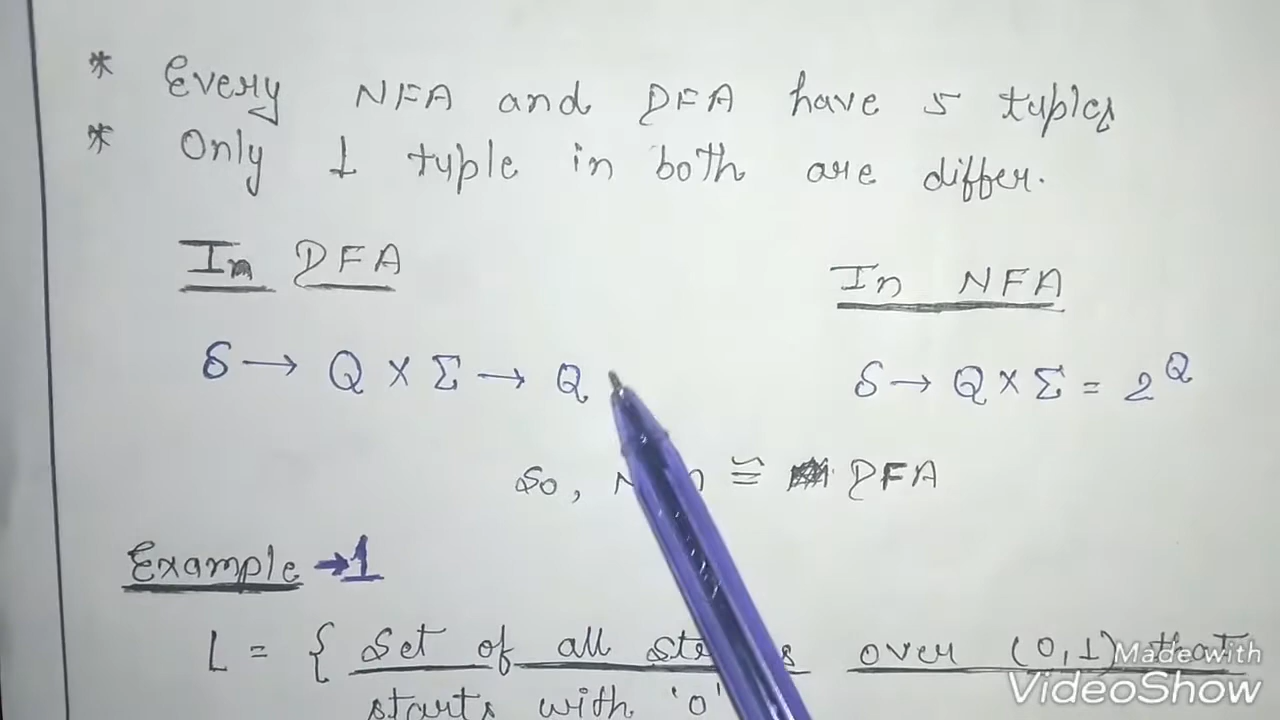 * Every NFA and DFA have 5 tuples
* Only 1 tuple in both are differ.
In DFA
In NFA
δ → Q × Σ → Q
δ → Q × Σ = 2^Q
So, ≅ DFA
Example → 1
L = { Set of all over (0,1) that
starts with '0'
Made with
VideoShow